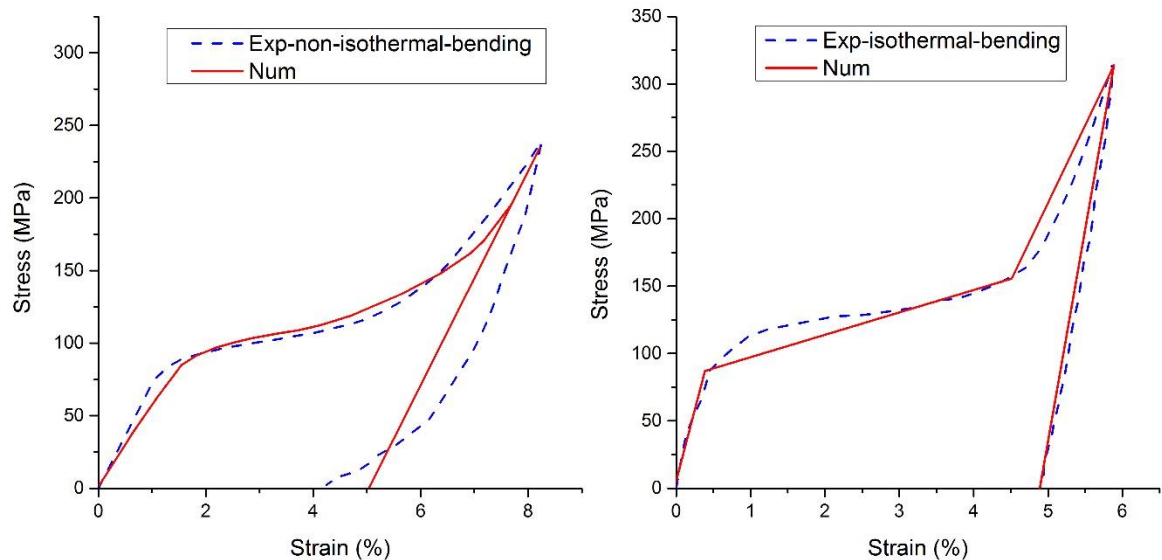 Exp-non-isothermal-bending
Num
Stress (MPa)
300
250
200
150
100
50
0
0 2 4 6 8
Strain (%)
Exp-isothermal-bending
Num
Stress (MPa)
350
300
250
200
150
100
50
0
0 1 2 3 4 5 6
Strain (%)